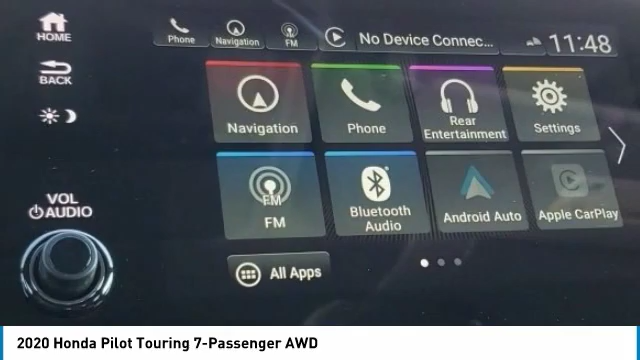 HOME
BACK
VOL
AUDIO
Phone
Navigation
FM
No Device Connec...
11:48
Navigation
Phone
Rear
Entertainment
Settings
FM
FM
Bluetooth
Audio
Android Auto
Apple CarPlay
All Apps
2020 Honda Pilot Touring 7-Passenger AWD